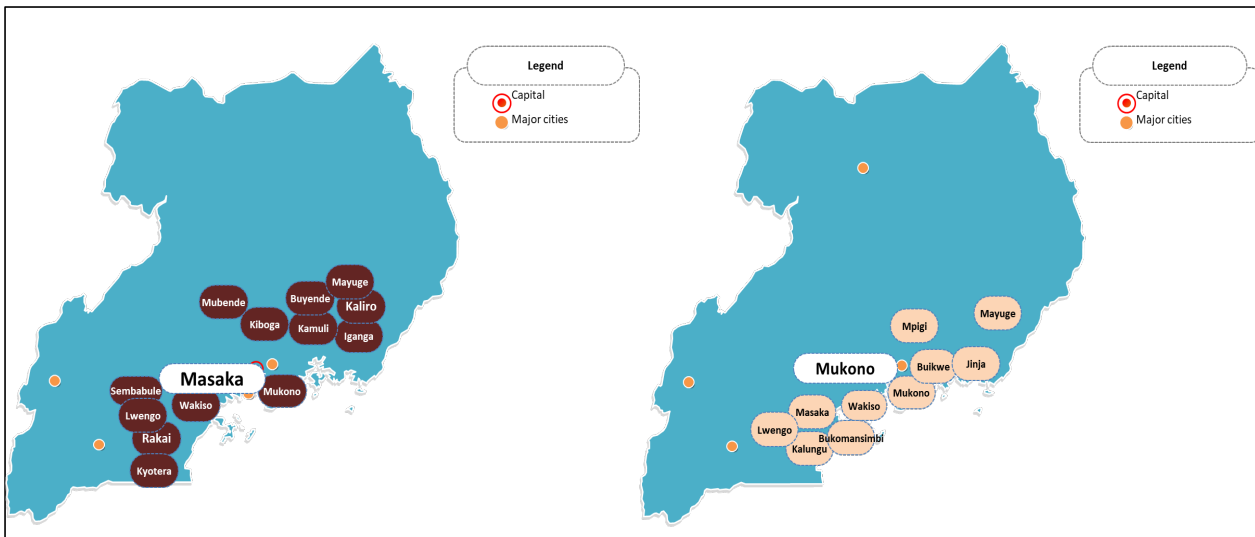 Legend
Capital
Major cities
Mayuge
Mubende
Buyende
Kaliro
Kiboga
Kamuli
Iganga
Masaka
Sembabule
Mukono
Wakiso
Lwengo
Rakai
Kyotera
Legend
Capital
Major cities
Mayuge
Mpigi
Mukono
Buikwe
Jinja
Mukono
Masaka
Wakiso
Lwengo
Bukomansimbi
Kalungu